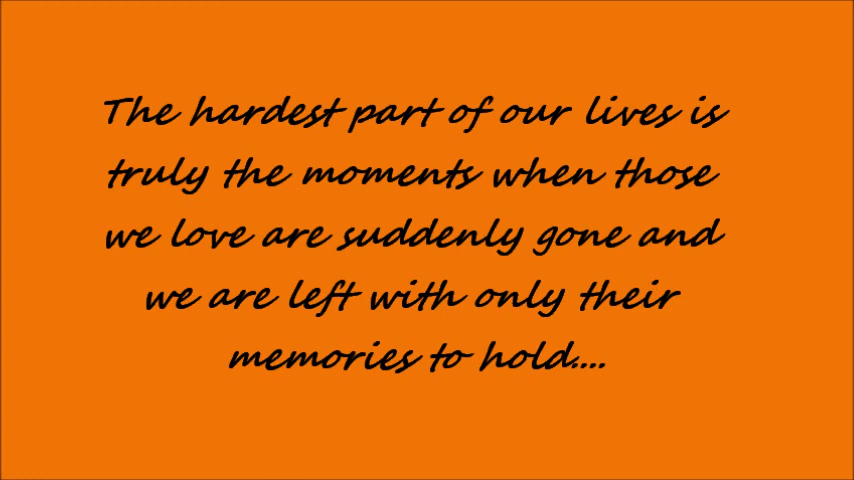 The hardest part of our lives is
truly the moments when those
we love are suddenly gone and
we are left with only their
memories to hold....